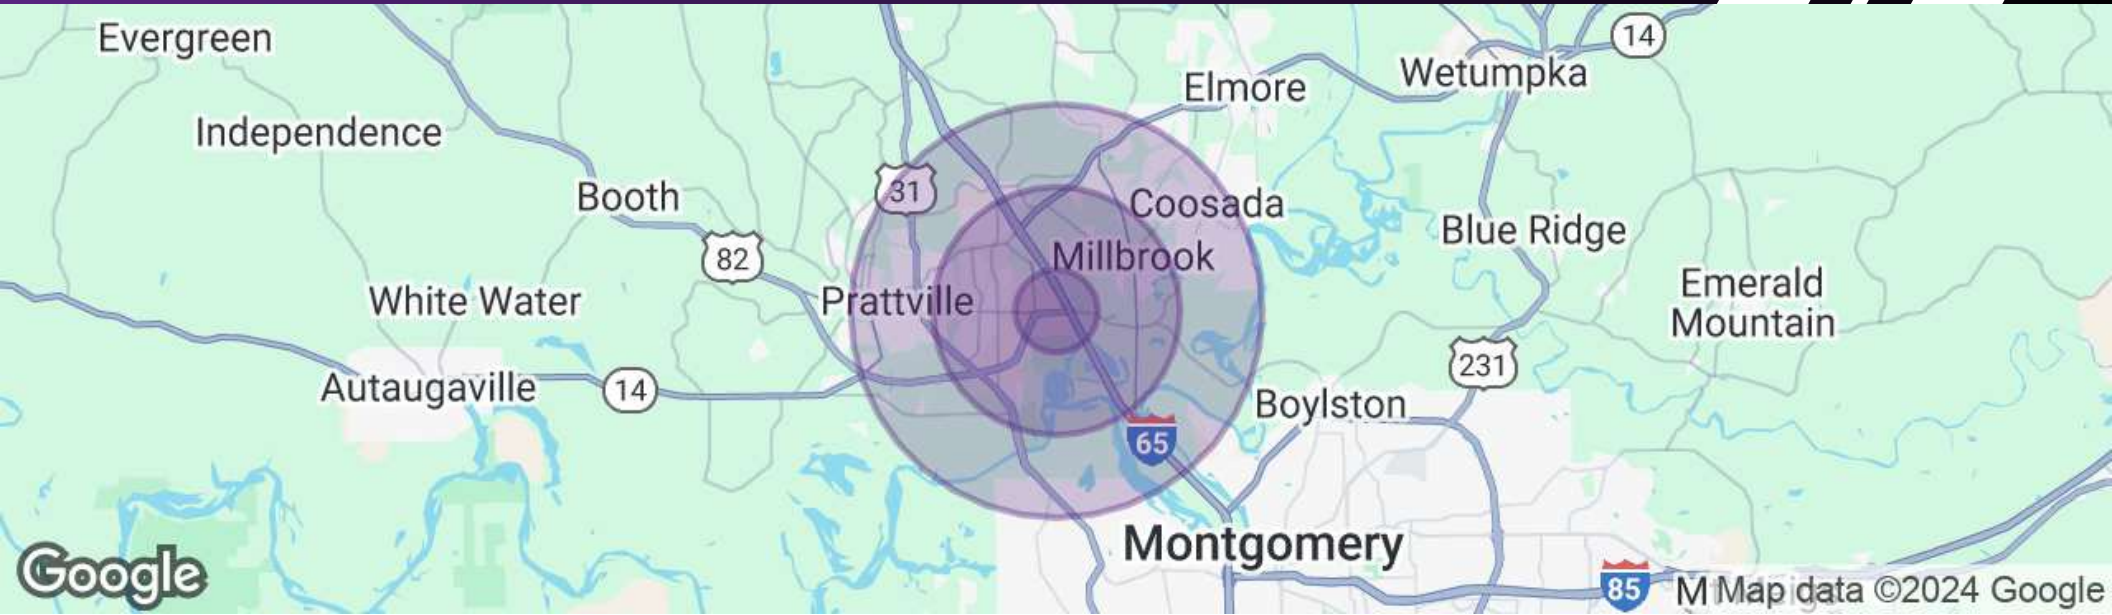 Evergreen
14
Wetumpka
Elmore
Independence
31
Booth
Coosada
Blue Ridge
82
Millbrook
White Water
Prattville
Emerald
Mountain
231
Autaugaville
14
Boylston
65
Montgomery
Google
85
M Map data ©2024 Google